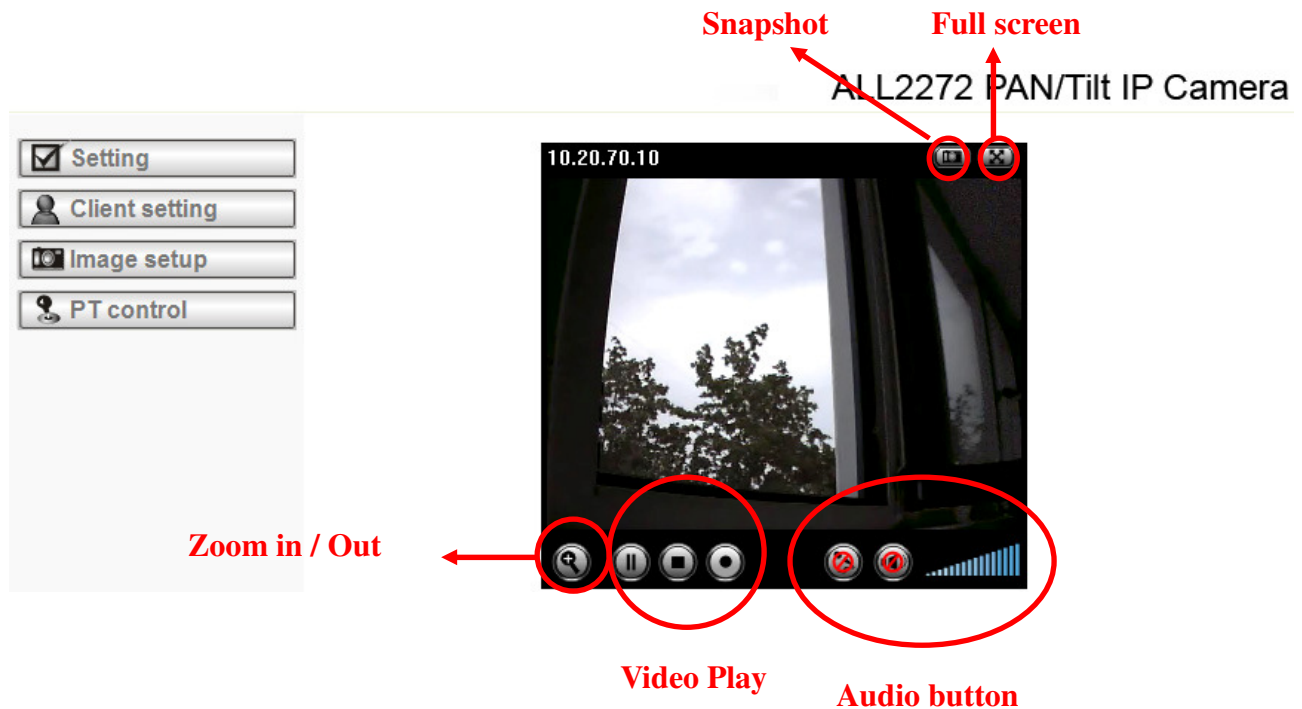 Snapshot
Full screen
ALL2272 PAN/Tilt IP Camera
Setting
Client setting
Image setup
PT control
10.20.70.10
Zoom in / Out
Video Play
Audio button